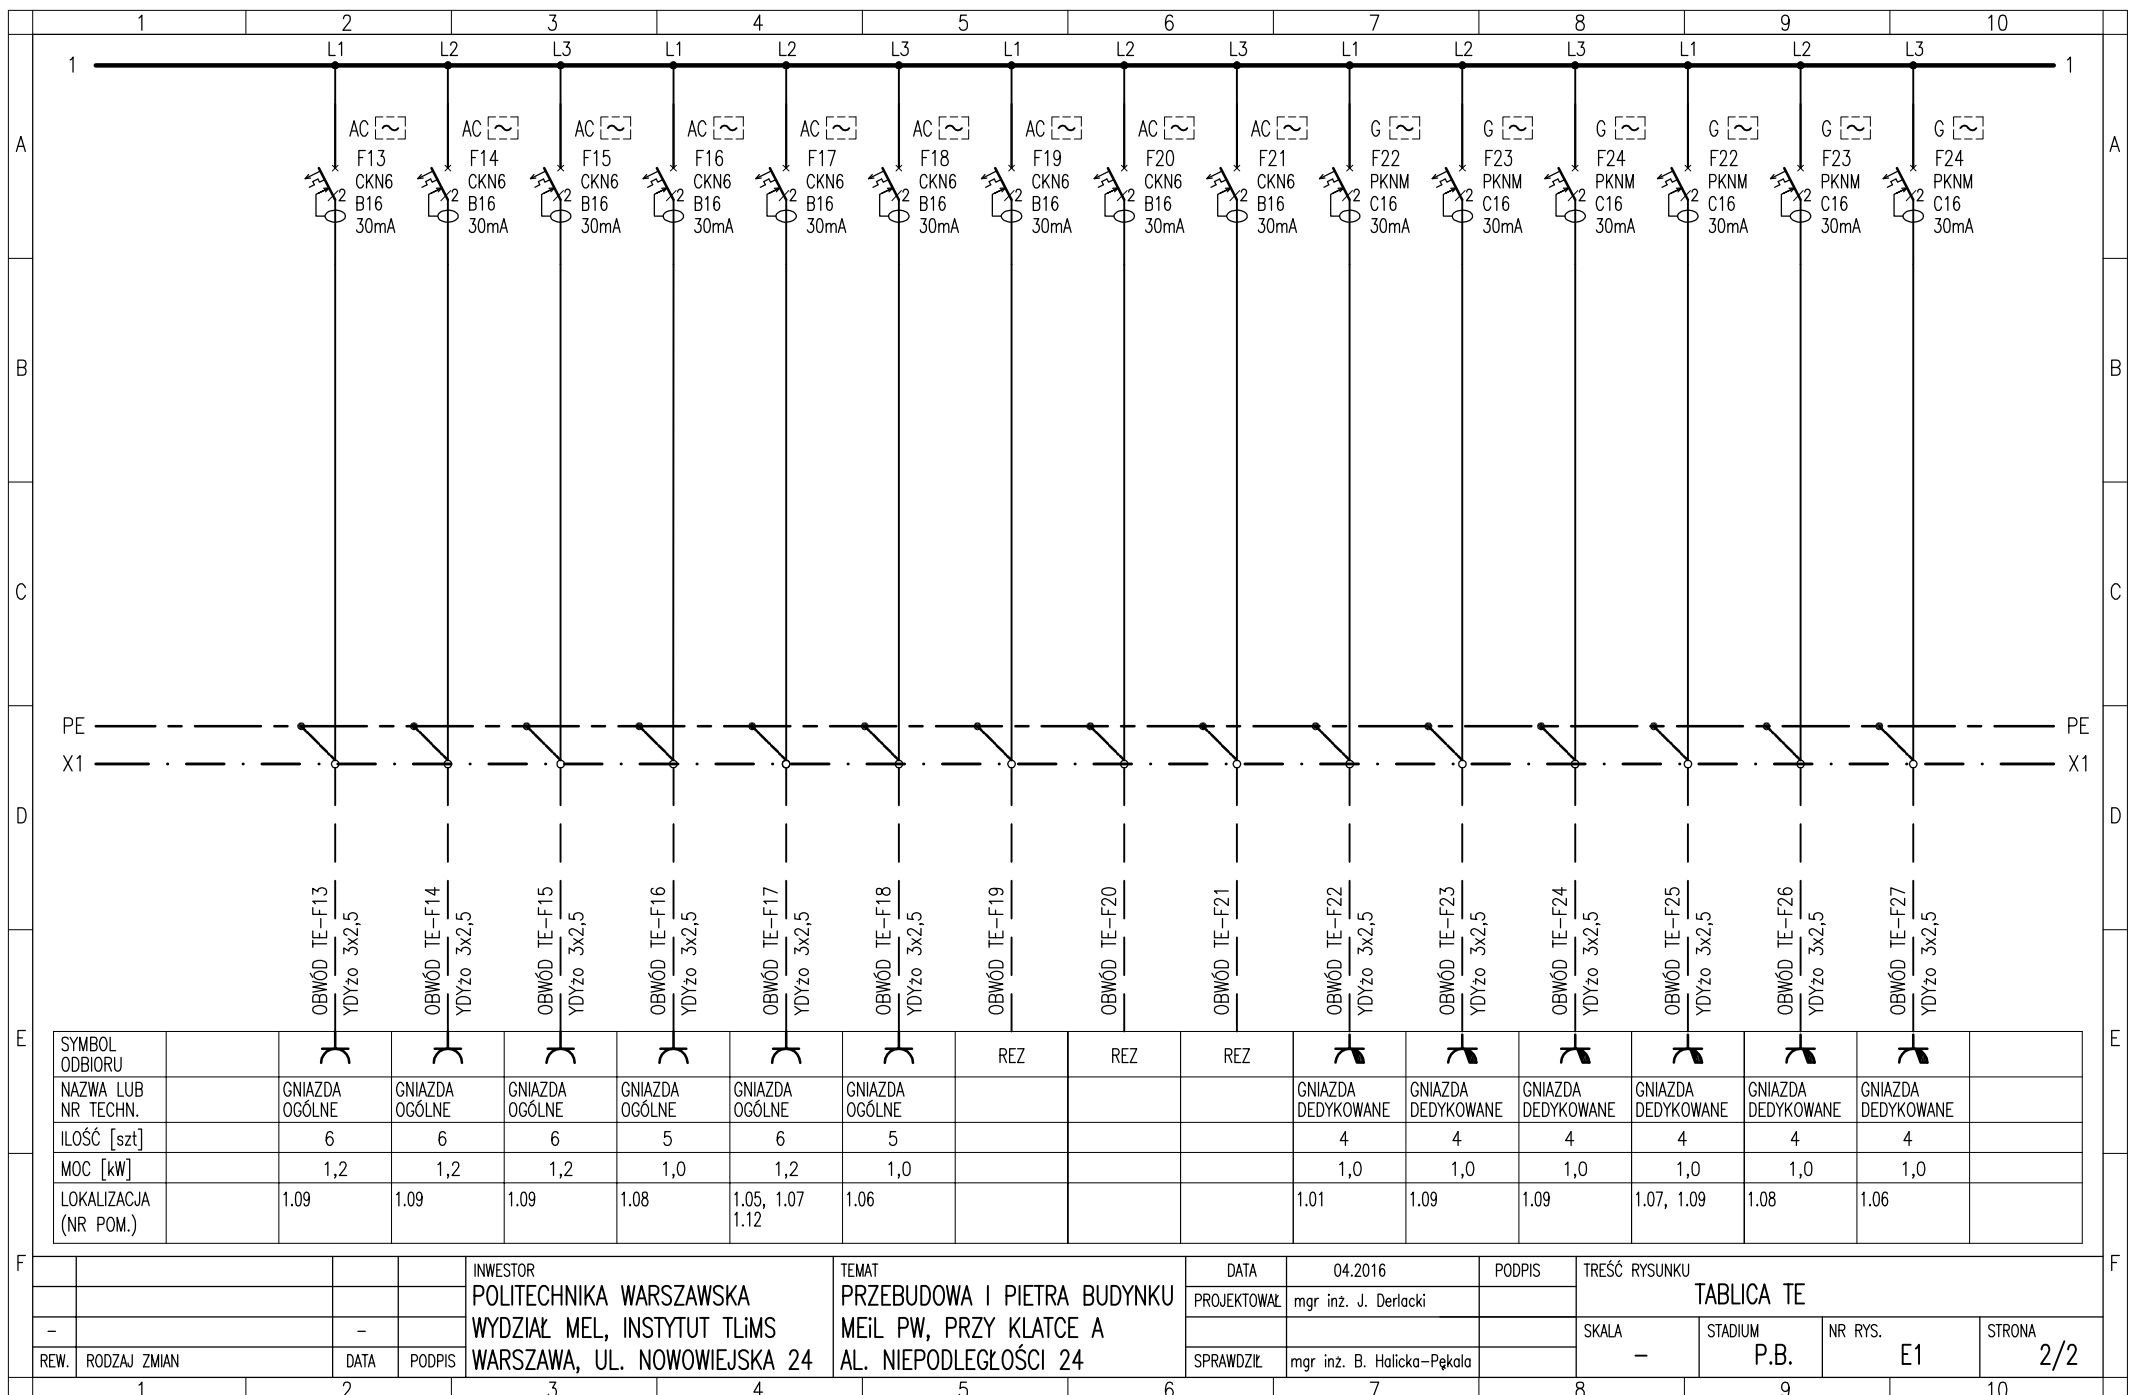 1 2 3 4 5 6 7 8 9 10
L1 L2 L3 L1 L2 L3 L1 L2 L3 L1 L2 L3 L1 L2 L3
1 1
A A
AC ~ AC ~ AC ~ AC ~ AC ~ AC ~ AC ~ AC ~ AC ~ G ~ G ~ G ~ G ~ G ~ G ~
F13 F14 F15 F16 F17 F18 F19 F20 F21 F22 F23 F24 F22 F23 F24
CKN6 CKN6 CKN6 CKN6 CKN6 CKN6 CKN6 CKN6 CKN6 PKNM PKNM PKNM PKNM PKNM PKNM
2 B16 2 B16 2 B16 2 B16 2 B16 2 B16 2 B16 2 B16 2 B16 2 C16 2 C16 2 C16 2 C16 2 C16 2 C16
30mA 30mA 30mA 30mA 30mA 30mA 30mA 30mA 30mA 30mA 30mA 30mA 30mA 30mA 30mA
B B
C C
PE PE
X1 X1
D D
OBWÓD TE-F13
YDYżo 3x2,5
OBWÓD TE-F14
YDYżo 3x2,5
OBWÓD TE-F15
YDYżo 3x2,5
OBWÓD TE-F16
YDYżo 3x2,5
OBWÓD TE-F17
YDYżo 3x2,5
OBWÓD TE-F18
YDYżo 3x2,5
OBWÓD TE-F19
OBWÓD TE-F20
OBWÓD TE-F21
OBWÓD TE-F22
YDYżo 3x2,5
OBWÓD TE-F23
YDYżo 3x2,5
OBWÓD TE-F24
YDYżo 3x2,5
OBWÓD TE-F25
YDYżo 3x2,5
OBWÓD TE-F26
YDYżo 3x2,5
OBWÓD TE-F27
YDYżo 3x2,5
E E
SYMBOL
ODBIORU
REZ REZ REZ
NAZWA LUB GNIAZDA GNIAZDA GNIAZDA GNIAZDA GNIAZDA GNIAZDA GNIAZDA GNIAZDA GNIAZDA GNIAZDA GNIAZDA GNIAZDA
NR TECHN. OGÓLNE OGÓLNE OGÓLNE OGÓLNE OGÓLNE OGÓLNE DEDYKOWANE DEDYKOWANE DEDYKOWANE DEDYKOWANE DEDYKOWANE DEDYKOWANE
ILOŚĆ [szt] 6 6 6 5 6 5 4 4 4 4 4 4
MOC [kW] 1,2 1,2 1,2 1,0 1,2 1,0 1,0 1,0 1,0 1,0 1,0 1,0
LOKALIZACJA 1.09 1.09 1.09 1.08 1.05, 1.07 1.06 1.01 1.09 1.09 1.07, 1.09 1.08 1.06
(NR POM.) 1.12
F F
- -
REW. RODZAJ ZMIAN DATA PODPIS
INWESTOR
POLITECHNIKA WARSZAWSKA
WYDZIAŁ MEL, INSTYTUT TLiMS
WARSZAWA, UL. NOWOWIEJSKA 24
TEMAT
PRZEBUDOWA I PIETRA BUDYNKU
MEiL PW, PRZY KLATCE A
AL. NIEPODLEGŁOŚCI 24
DATA 04.2016 PODPIS
PROJEKTOWAŁ mgr inż. J. Derlacki
SPRAWDZIŁ mgr inż. B. Halicka-Pękala
TREŚĆ RYSUNKU
TABLICA TE
SKALA STADIUM NR RYS. STRONA
- P.B. E1 2/2
1 2 3 4 5 6 7 8 9 10